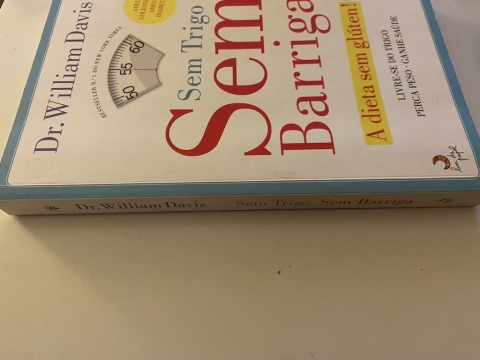 Dr. William Davis
BESTSELLER N.º 1 DO NEW YORK TIMES
50
55
60
Sem Trigo
Sem
Barriga
A dieta sem glúten!
LIVRE-SE DO TRIGO
PERCA PESO · GANHE SAÚDE
Dr. William Davis Sem Trigo, Sem Barriga